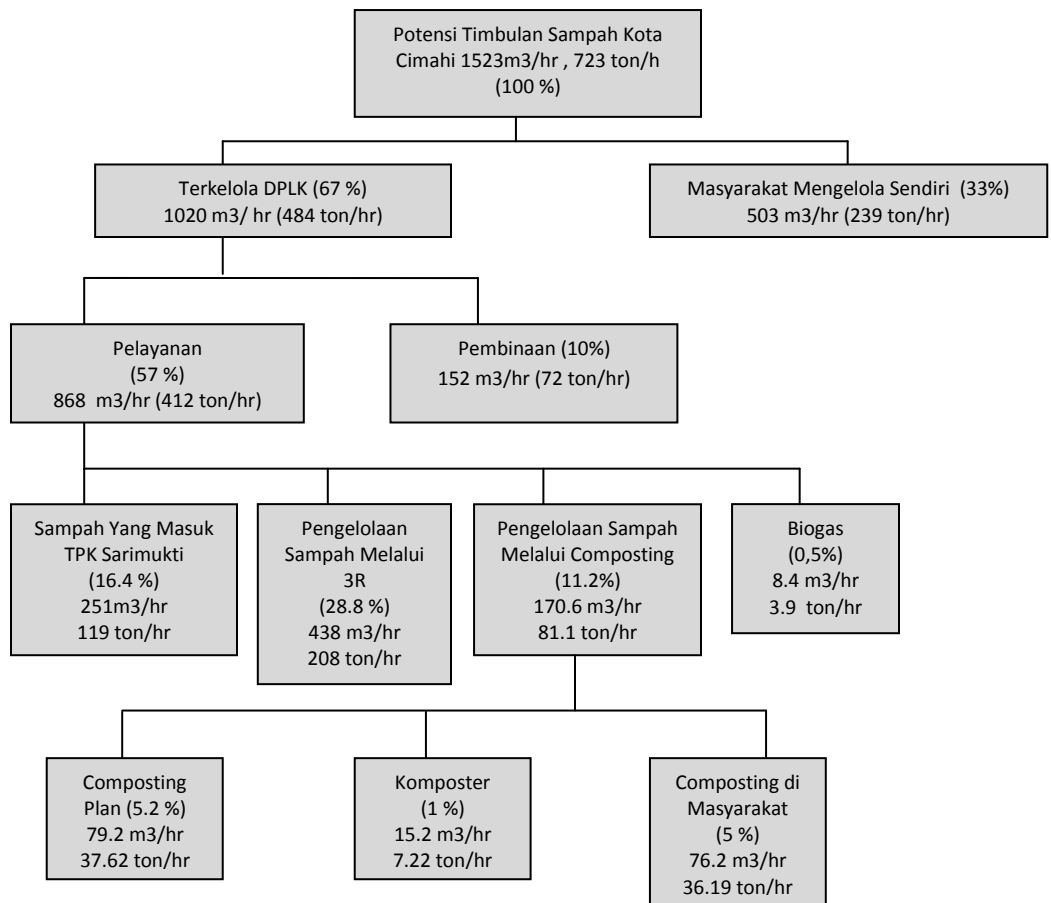 Potensi Timbulan Sampah Kota
Cimahi 1523m3/hr , 723 ton/h
(100 %)
Terkelola DPLK (67 %)
1020 m3/ hr (484 ton/hr)
Masyarakat Mengelola Sendiri (33%)
503 m3/hr (239 ton/hr)
Pelayanan
(57 %)
868 m3/hr (412 ton/hr)
Pembinaan (10%)
152 m3/hr (72 ton/hr)
Sampah Yang Masuk
TPK Sarimukti
(16.4 %)
251m3/hr
119 ton/hr
Pengelolaan
Sampah Melalui
3R
(28.8 %)
438 m3/hr
208 ton/hr
Pengelolaan Sampah
Melalui Composting
(11.2%)
170.6 m3/hr
81.1 ton/hr
Biogas
(0,5%)
8.4 m3/hr
3.9 ton/hr
Composting
Plan (5.2 %)
79.2 m3/hr
37.62 ton/hr
Komposter
(1 %)
15.2 m3/hr
7.22 ton/hr
Composting di
Masyarakat
(5 %)
76.2 m3/hr
36.19 ton/hr